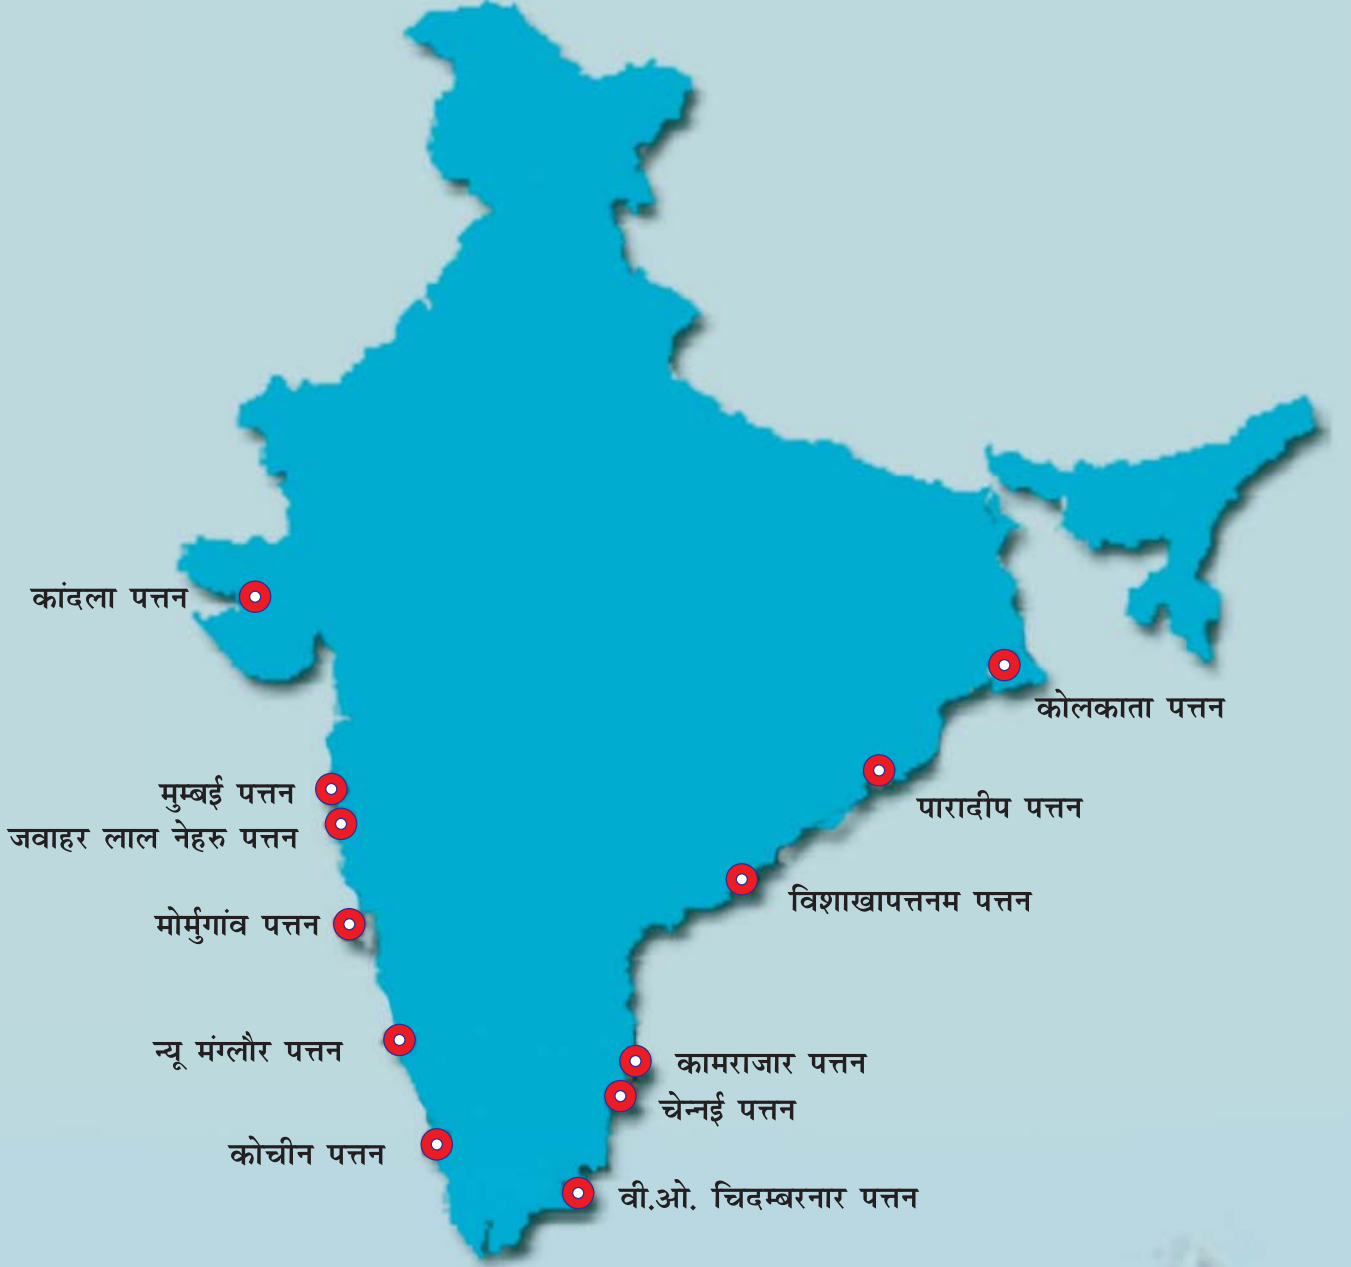 कांदला पत्तन
कोलकाता पत्तन
मुम्बई पत्तन
पारादीप पत्तन
जवाहर लाल नेहरु पत्तन
विशाखापत्तनम पत्तन
मोर्मुगांव पत्तन
न्यू मंग्लौर पत्तन
कामराजार पत्तन
चेन्नई पत्तन
कोचीन पत्तन
वी.ओ. चिदम्बरनार पत्तन